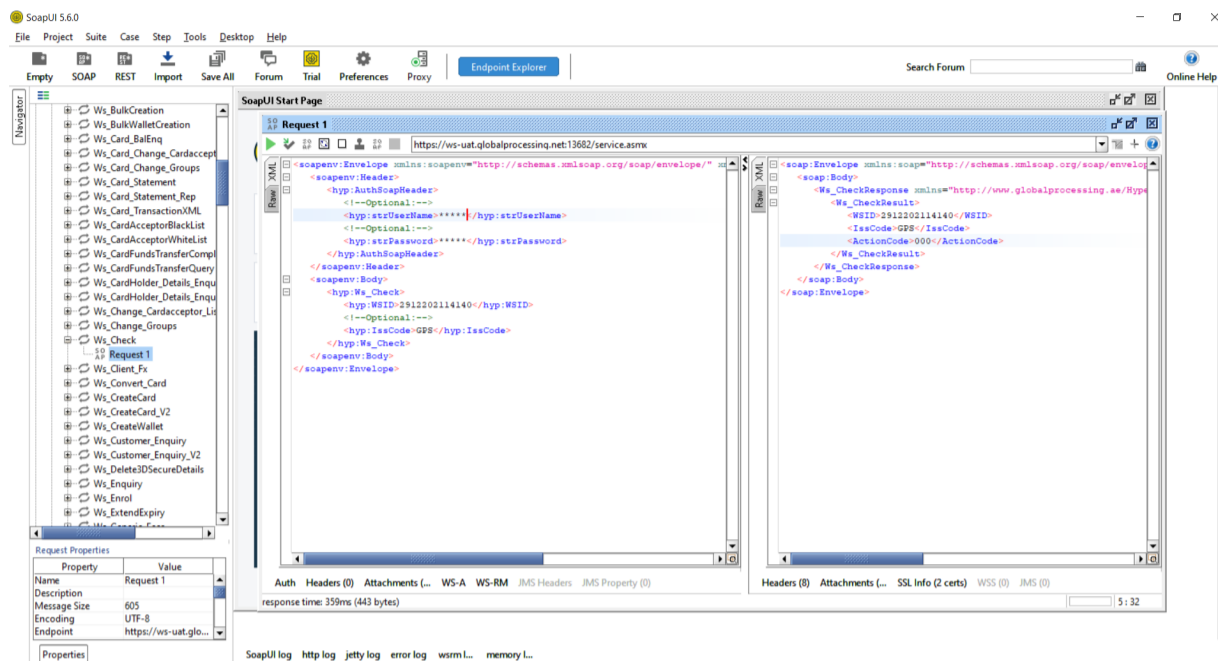 SoapUI 5.6.0
File Project Suite Case Step Tools Desktop Help
Empty SOAP REST Import Save All Forum Trial Preferences Proxy Endpoint Explorer Search Forum Online Help
Navigator
Ws_BulkCreation
Ws_BulkWalletCreation
Ws_Card_BalEnq
Ws_Card_Change_Cardaccept
Ws_Card_Change_Groups
Ws_Card_Statement
Ws_Card_Statement_Rep
Ws_Card_TransactionXML
Ws_CardAcceptorBlackList
Ws_CardAcceptorWhiteList
Ws_CardFundsTransferCompl
Ws_CardFundsTransferQuery
Ws_CardHolder_Details_Enqu
Ws_CardHolder_Details_Enqu
Ws_Change_Cardacceptor_Lis
Ws_Change_Groups
Ws_Check
SO AP Request 1
Ws_Client_Fx
Ws_Convert_Card
Ws_CreateCard
Ws_CreateCard_V2
Ws_CreateWallet
Ws_Customer_Enquiry
Ws_Customer_Enquiry_V2
Ws_Delete3DSecureDetails
Ws_Enquiry
Ws_Enrol
Ws_ExtendExpiry
Request Properties
Property Value
Name Request 1
Description
Message Size 605
Encoding UTF-8
Endpoint https://ws-uat.glo...
Properties
SoapUI Start Page
SO AP Request 1
https://ws-uat.globalprocessing.net:13682/service.asmx
XML
Raw
<soapenv:Envelope xmlns:soapenv="http://schemas.xmlsoap.org/soap/envelope/" xm
<soapenv:Header>
<hyp:AuthSoapHeader>
<!--Optional:-->
<hyp:strUserName>*****</hyp:strUserName>
<!--Optional:-->
<hyp:strPassword>*****</hyp:strPassword>
</hyp:AuthSoapHeader>
</soapenv:Header>
<soapenv:Body>
<hyp:Ws_Check>
<hyp:WSID>2912202114140</hyp:WSID>
<!--Optional:-->
<hyp:IssCode>GPS</hyp:IssCode>
</hyp:Ws_Check>
</soapenv:Body>
</soapenv:Envelope>
Auth Headers (0) Attachments (... WS-A WS-RM JMS Headers JMS Property (0)
response time: 359ms (443 bytes)
XML
Raw
<soap:Envelope xmlns:soap="http://schemas.xmlsoap.org/soap/envelop
<soap:Body>
<Ws_CheckResponse xmlns="http://www.globalprocessing.ae/Hype
<Ws_CheckResult>
<WSID>2912202114140</WSID>
<IssCode>GPS</IssCode>
<ActionCode>000</ActionCode>
</Ws_CheckResult>
</Ws_CheckResponse>
</soap:Body>
</soap:Envelope>
Headers (8) Attachments (... SSL Info (2 certs) WSS (0) JMS (0)
5 : 32
SoapUI log http log jetty log error log wsrm l... memory l...